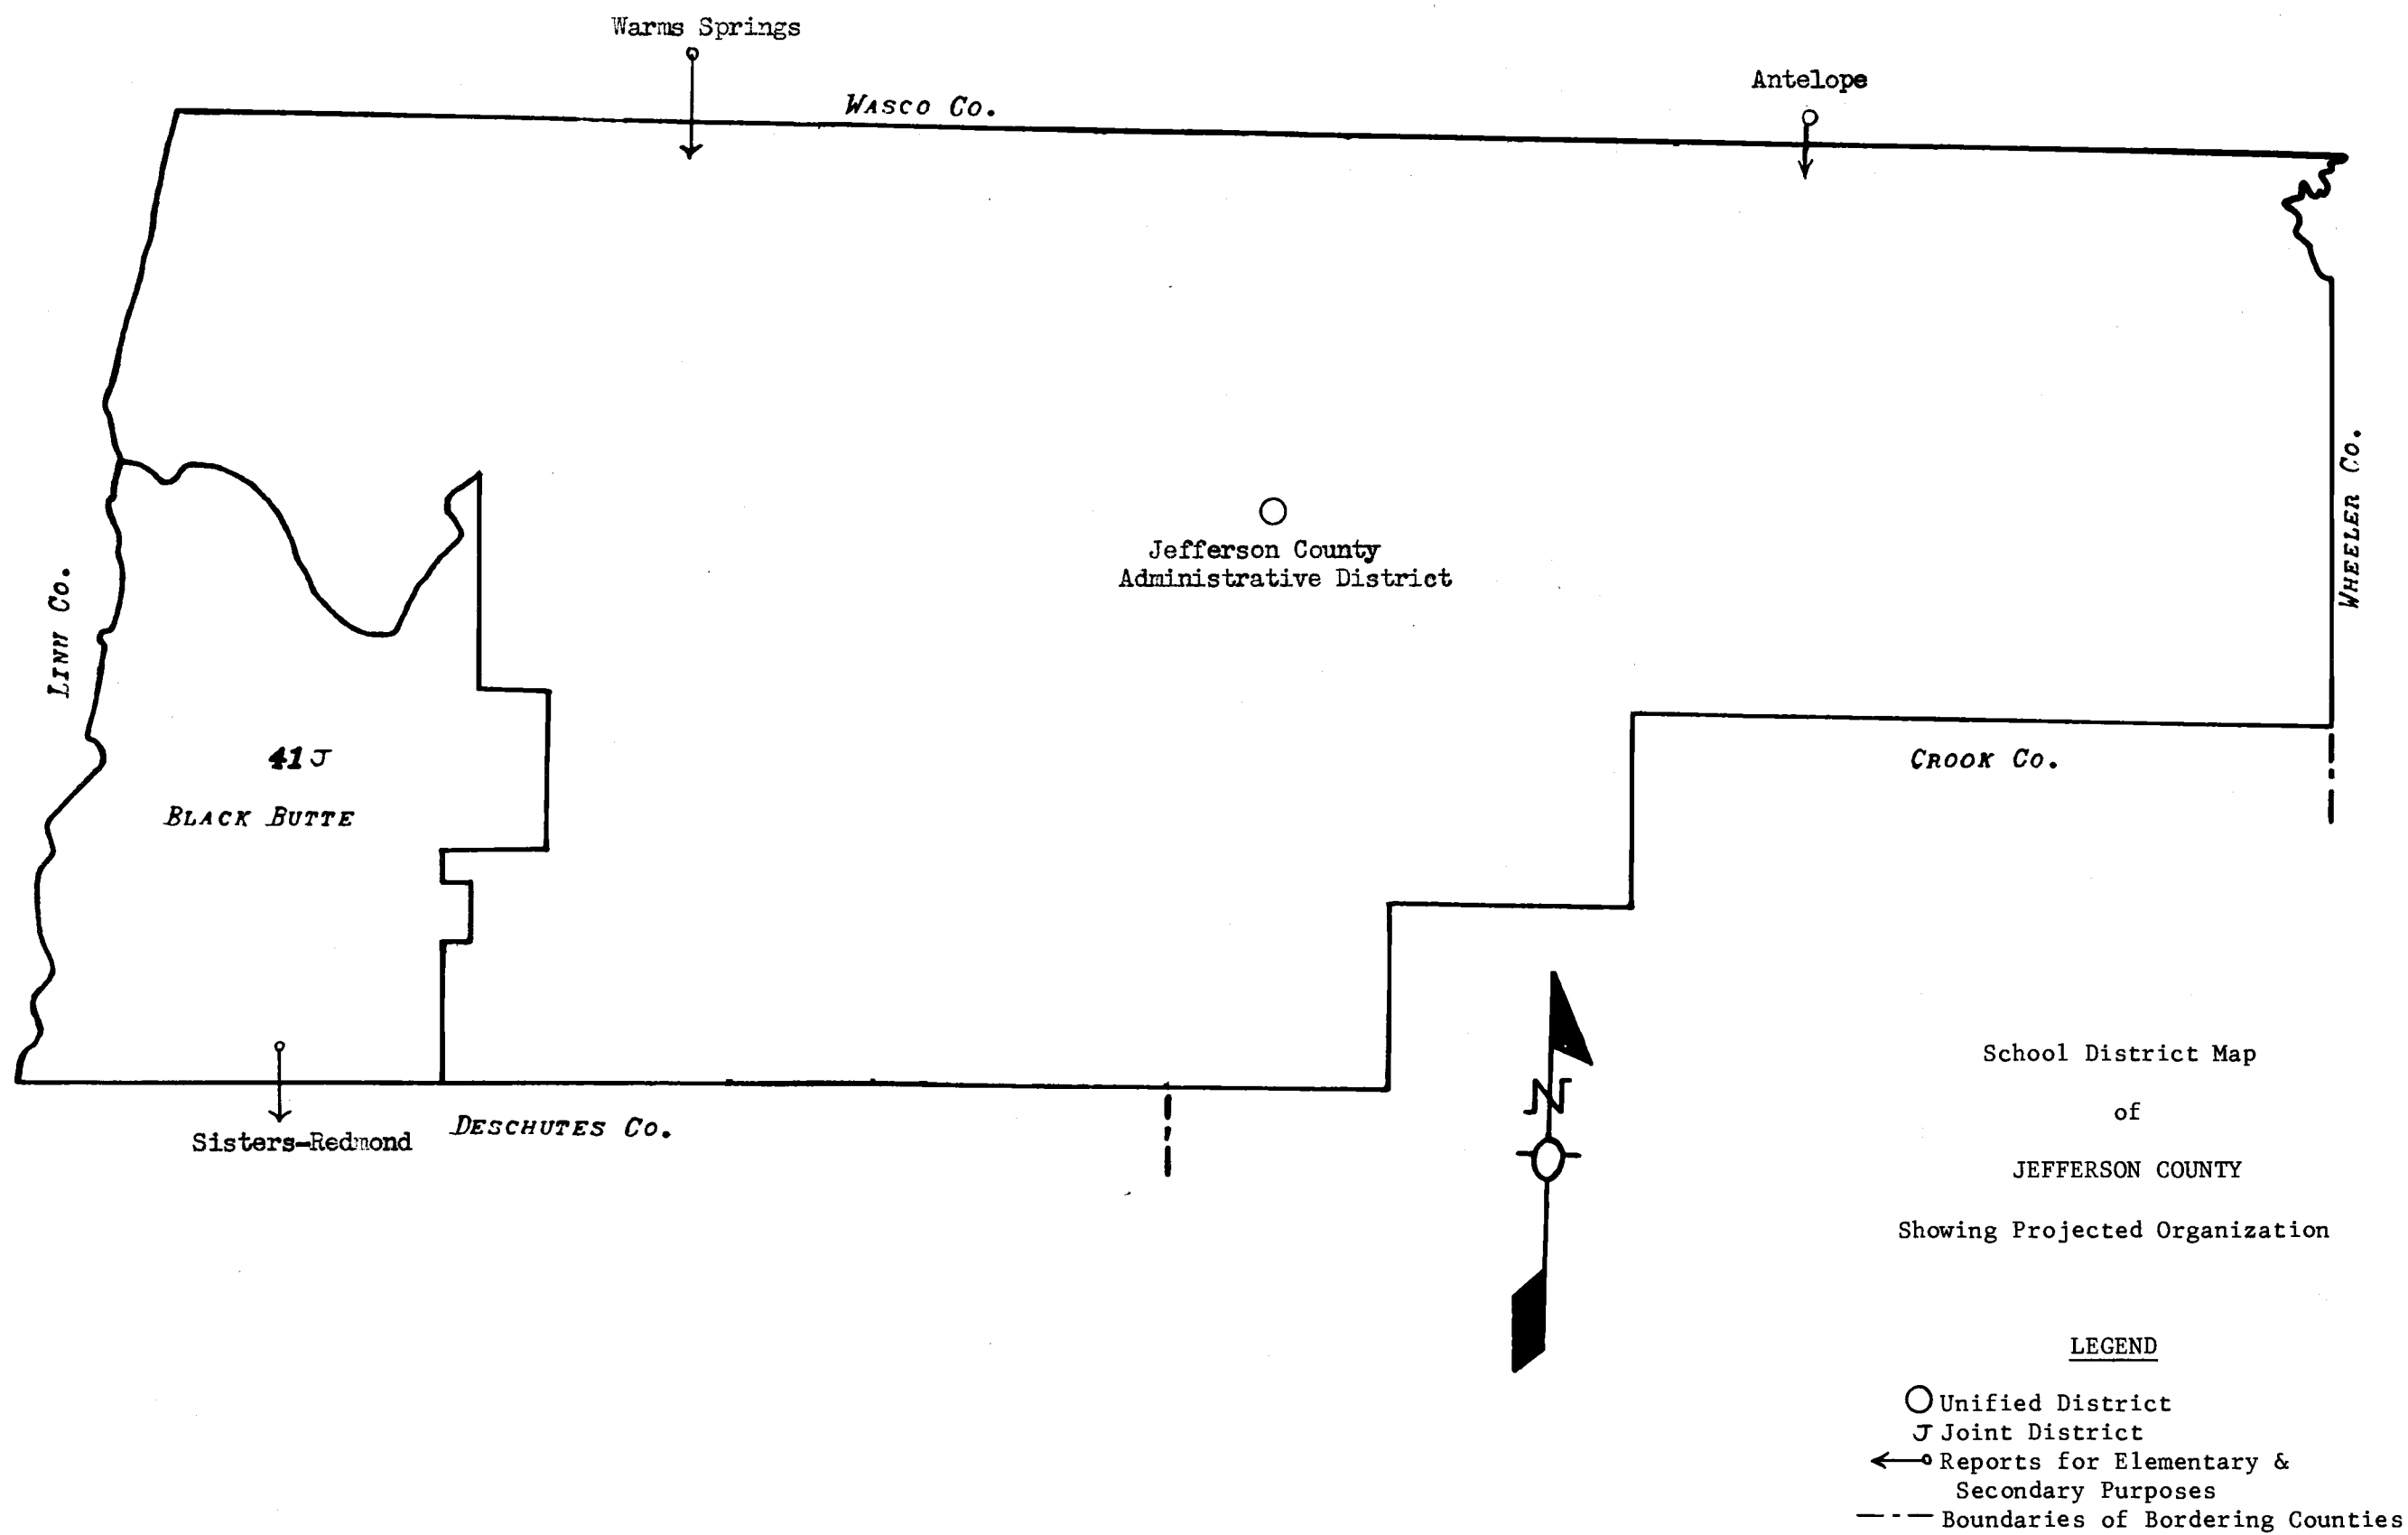 Warms Springs
Antelope
WASCO CO.
WHEELER CO.
Jefferson County
Administrative District
LINN CO.
41J
BLACK BUTTE
CROOK CO.
Sisters-Redmond
DESCHUTES CO.
N
School District Map
of
JEFFERSON COUNTY
Showing Projected Organization
LEGEND
Unified District
J Joint District
Reports for Elementary &
Secondary Purposes
Boundaries of Bordering Counties